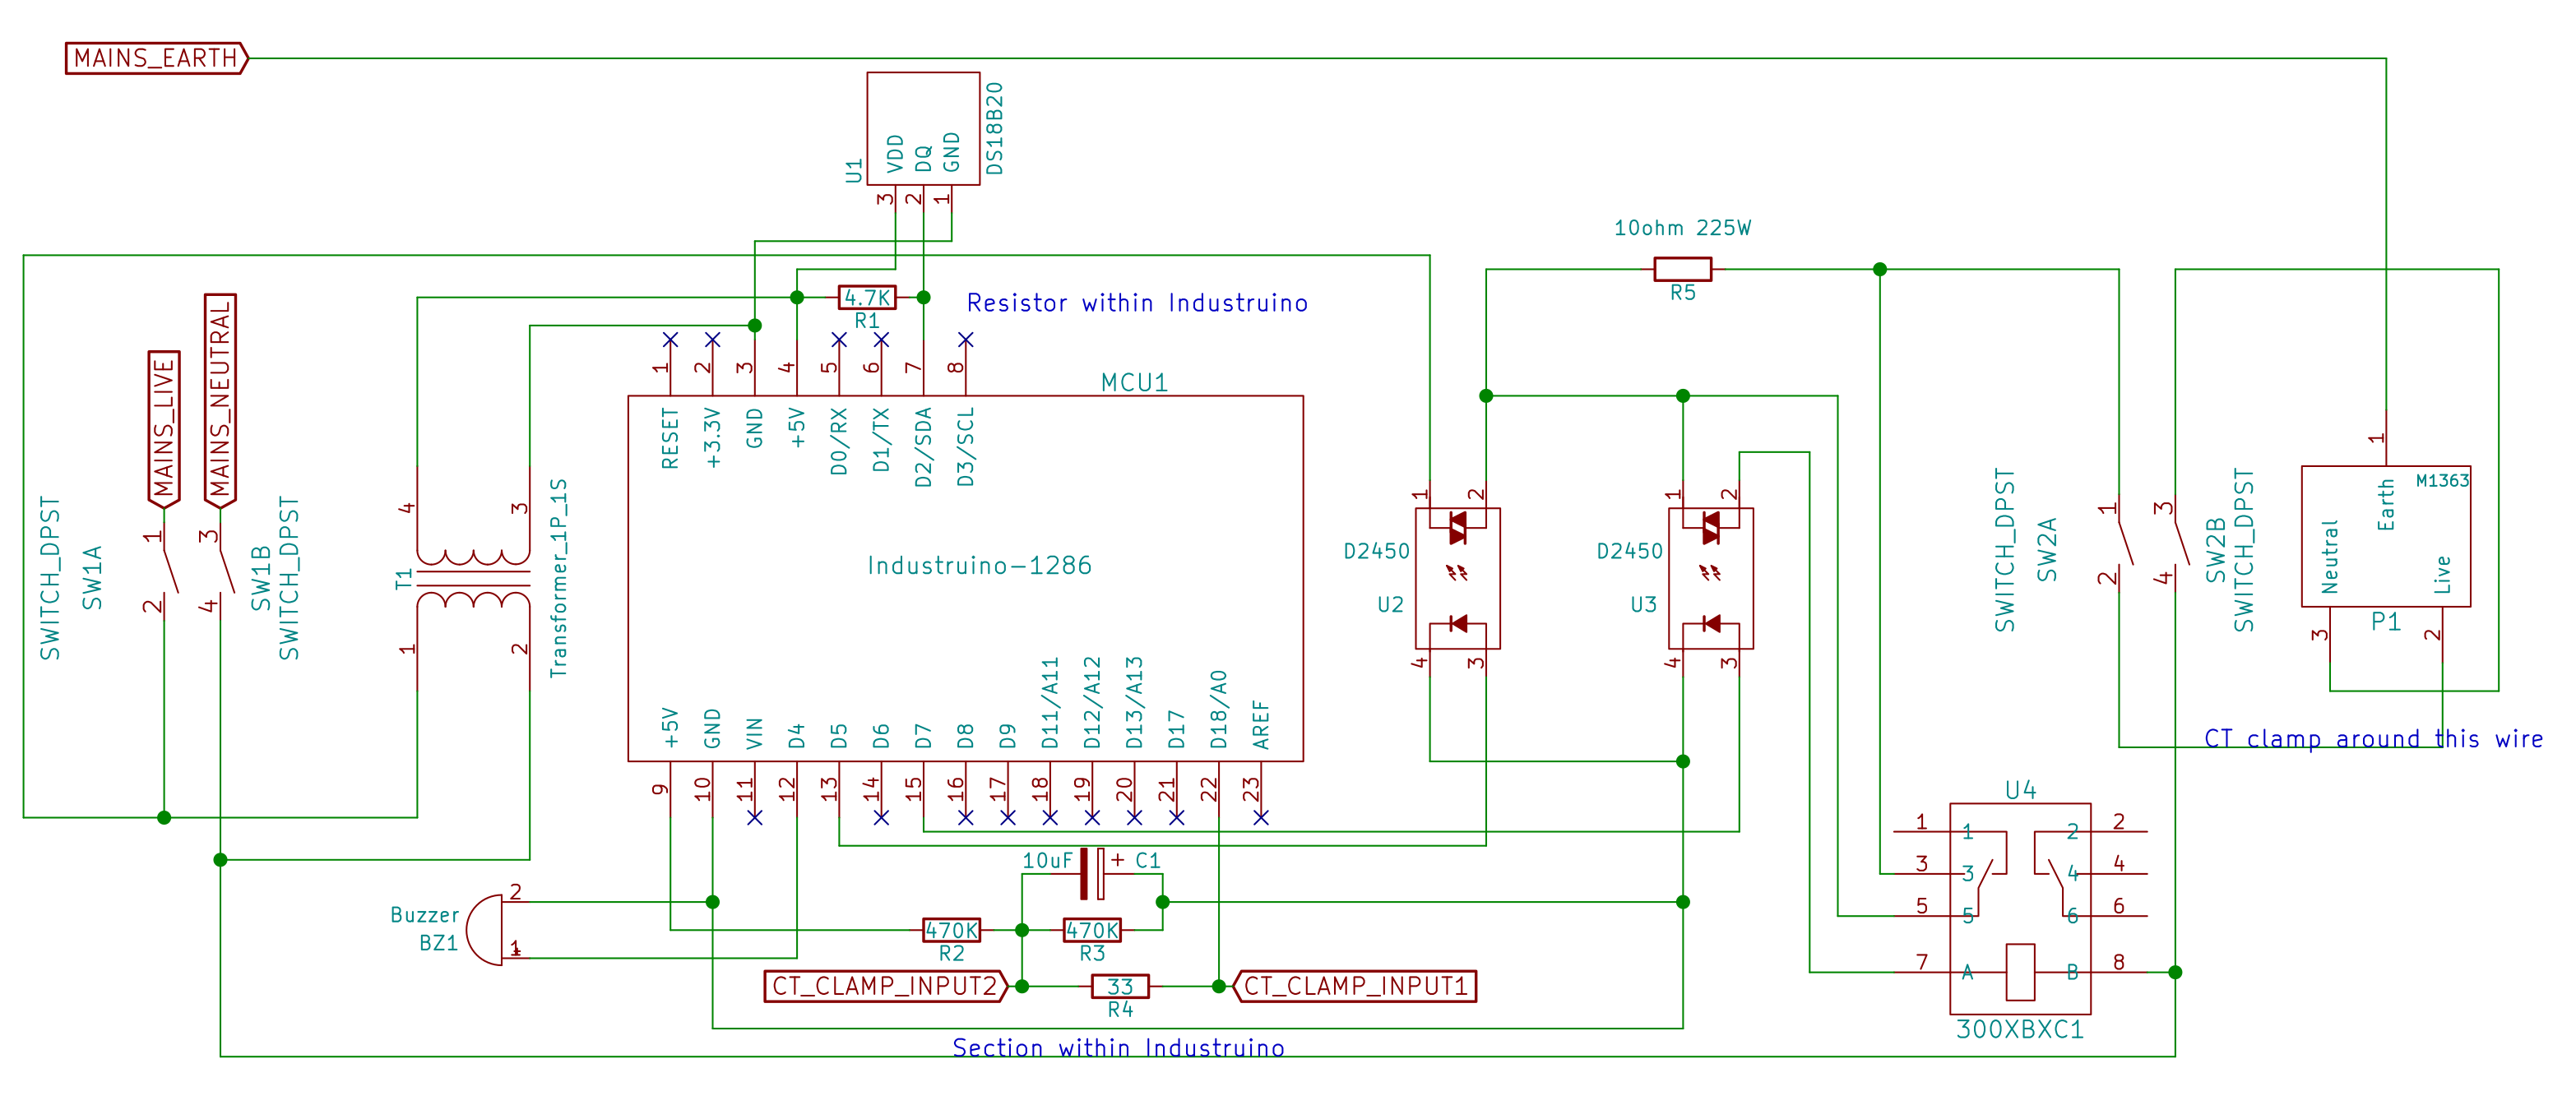 MAINS_EARTH
U1
VDD
DQ
GND
DS18B20
3
2
1
10ohm 225W
R5
4.7K
R1
Resistor within Industruino
MAINS_LIVE
MAINS_NEUTRAL
SWITCH_DPST
SW1A
1
2
3
4
SW1B
SWITCH_DPST
4
3
T1
1
2
Transformer_1P_1S
MCU1
1
2
3
4
5
6
7
8
RESET
+3.3V
GND
+5V
D0/RX
D1/TX
D2/SDA
D3/SCL
Industruino-1286
+5V
GND
VIN
D4
D5
D6
D7
D8
D9
D11/A11
D12/A12
D13/A13
D17
D18/A0
AREF
9
10
11
12
13
14
15
16
17
18
19
20
21
22
23
1
2
D2450
U2
4
3
1
2
D2450
U3
4
3
SWITCH_DPST
SW2A
1
2
3
4
SW2B
SWITCH_DPST
1
M1363
Earth
Neutral
Live
P1
3
2
CT clamp around this wire
U4
1
1
2
2
3
3
4
4
5
5
6
6
7
A
B
8
300XBXC1
Buzzer
BZ1
2
1
10uF
+
C1
470K
R2
470K
R3
CT_CLAMP_INPUT2
33
R4
CT_CLAMP_INPUT1
Section within Industruino